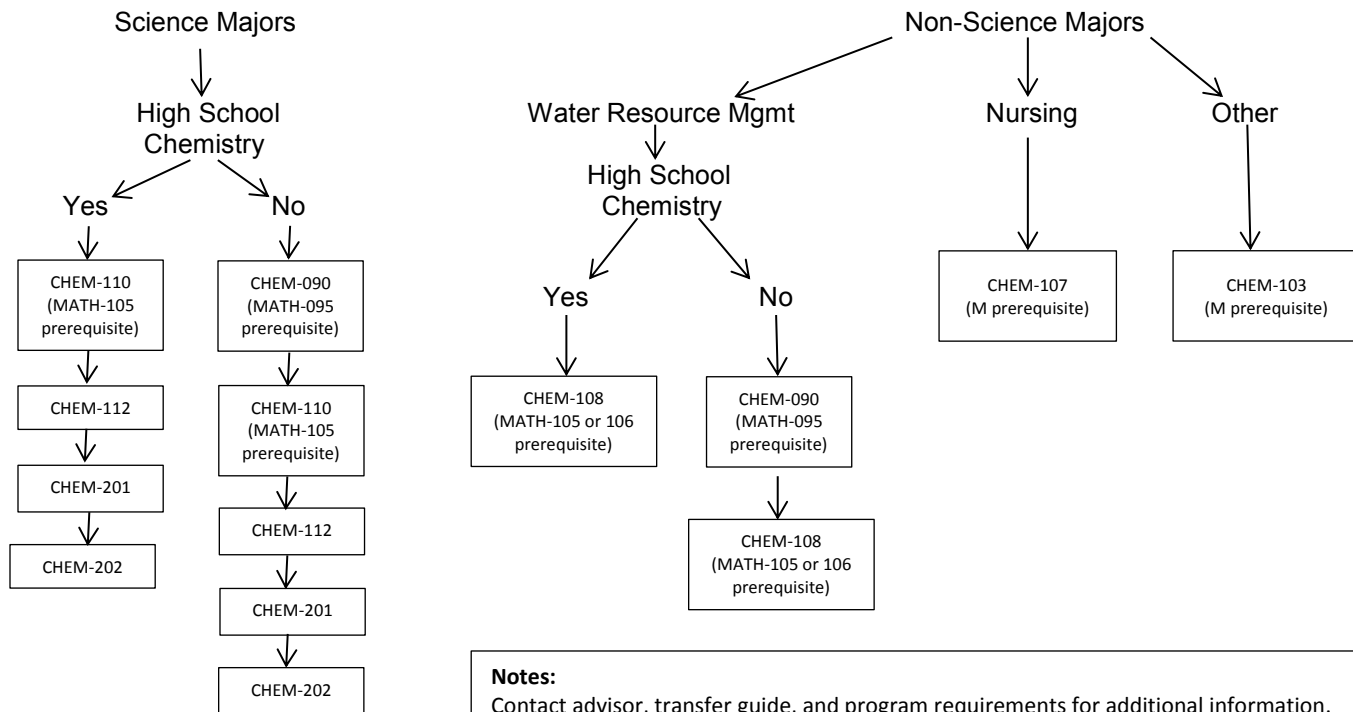 Science Majors
High School
Chemistry
Yes
No
CHEM-110
(MATH-105
prerequisite)
CHEM-112
CHEM-201
CHEM-202
CHEM-090
(MATH-095
prerequisite)
CHEM-110
(MATH-105
prerequisite)
CHEM-112
CHEM-201
CHEM-202
Non-Science Majors
Water Resource Mgmt
High School
Chemistry
Yes
No
CHEM-108
(MATH-105 or 106
prerequisite)
CHEM-090
(MATH-095
prerequisite)
CHEM-108
(MATH-105 or 106
prerequisite)
Nursing
CHEM-107
(M prerequisite)
Other
CHEM-103
(M prerequisite)
Notes:
Contact advisor, transfer guide, and program requirements for additional information.